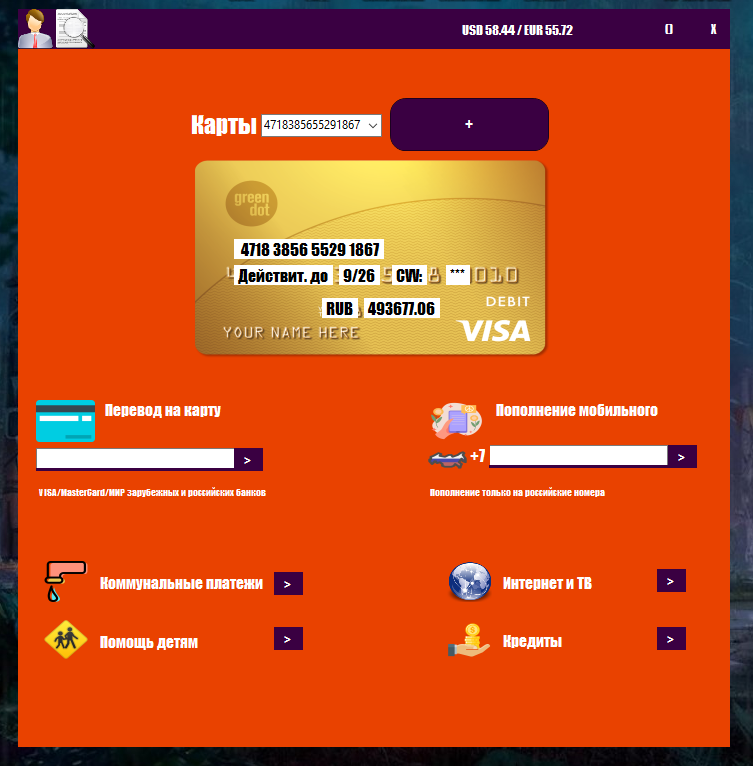 USD 58.44 / EUR 55.72
X
Карты 4718385655291867 +
green
dot
4718 3856 5529 1867
Действит. до 9/26 CVV: ***
RUB 493677.06
DEBIT
YOUR NAME HERE
VISA
Перевод на карту
>
VISA/MasterCard/МИР зарубежных и российских банков
Пополнение мобильного
+7 >
Пополнение только на российские номера
Коммунальные платежи >
Интернет и ТВ >
Помощь детям >
Кредиты >